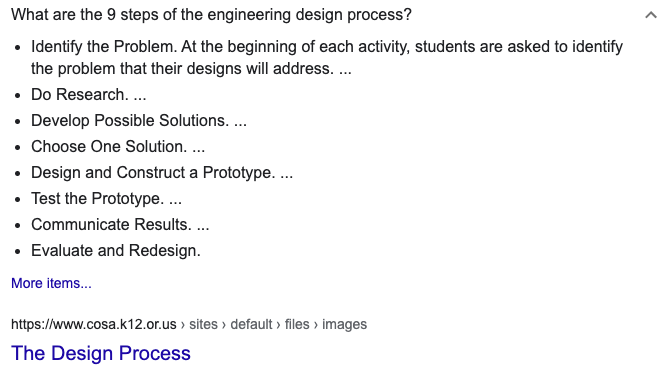 What are the 9 steps of the engineering design process?
• Identify the Problem. At the beginning of each activity, students are asked to identify
the problem that their designs will address. ...
• Do Research. ...
• Develop Possible Solutions. ...
• Choose One Solution. ...
• Design and Construct a Prototype. ...
• Test the Prototype. ...
• Communicate Results. ...
• Evaluate and Redesign.
More items...
https://www.cosa.k12.or.us › sites › default › files › images
The Design Process